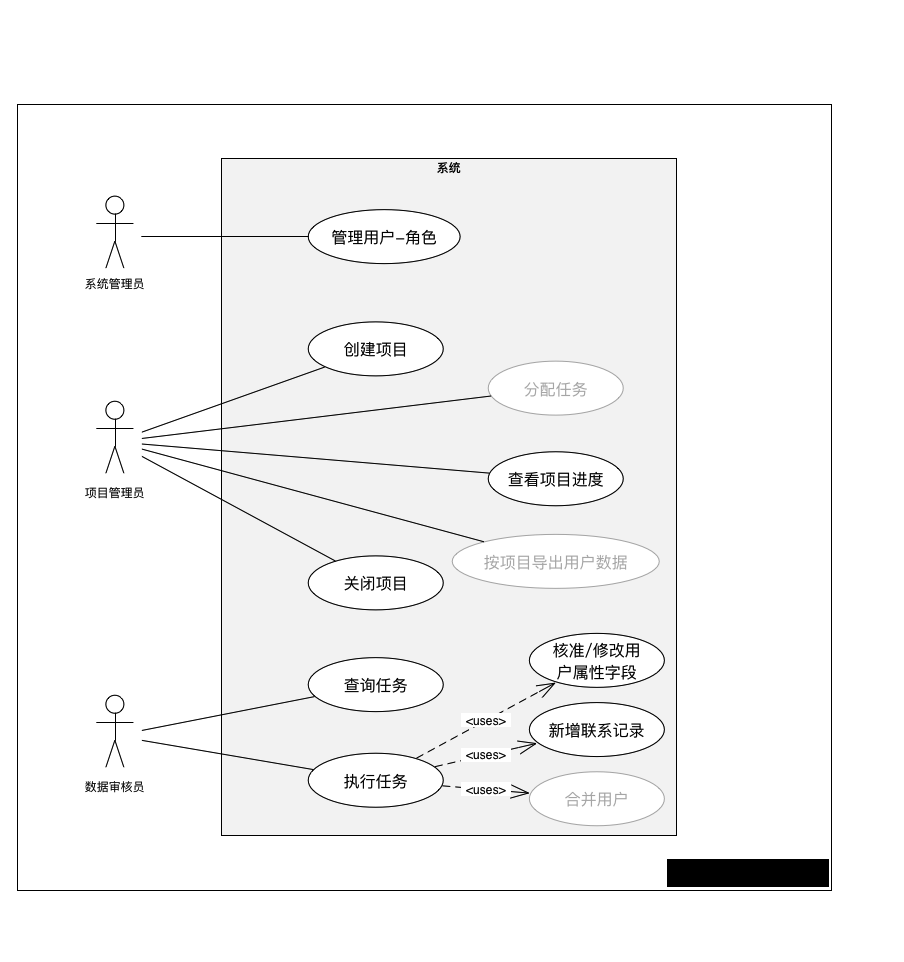 系统
管理用户-角色
系统管理员
创建项目
分配任务
查看项目进度
项目管理员
按项目导出用户数据
关闭项目
核准/修改用
户属性字段
查询任务
<uses>
新增联系记录
<uses>
执行任务
数据审核员
<uses>
合并用户